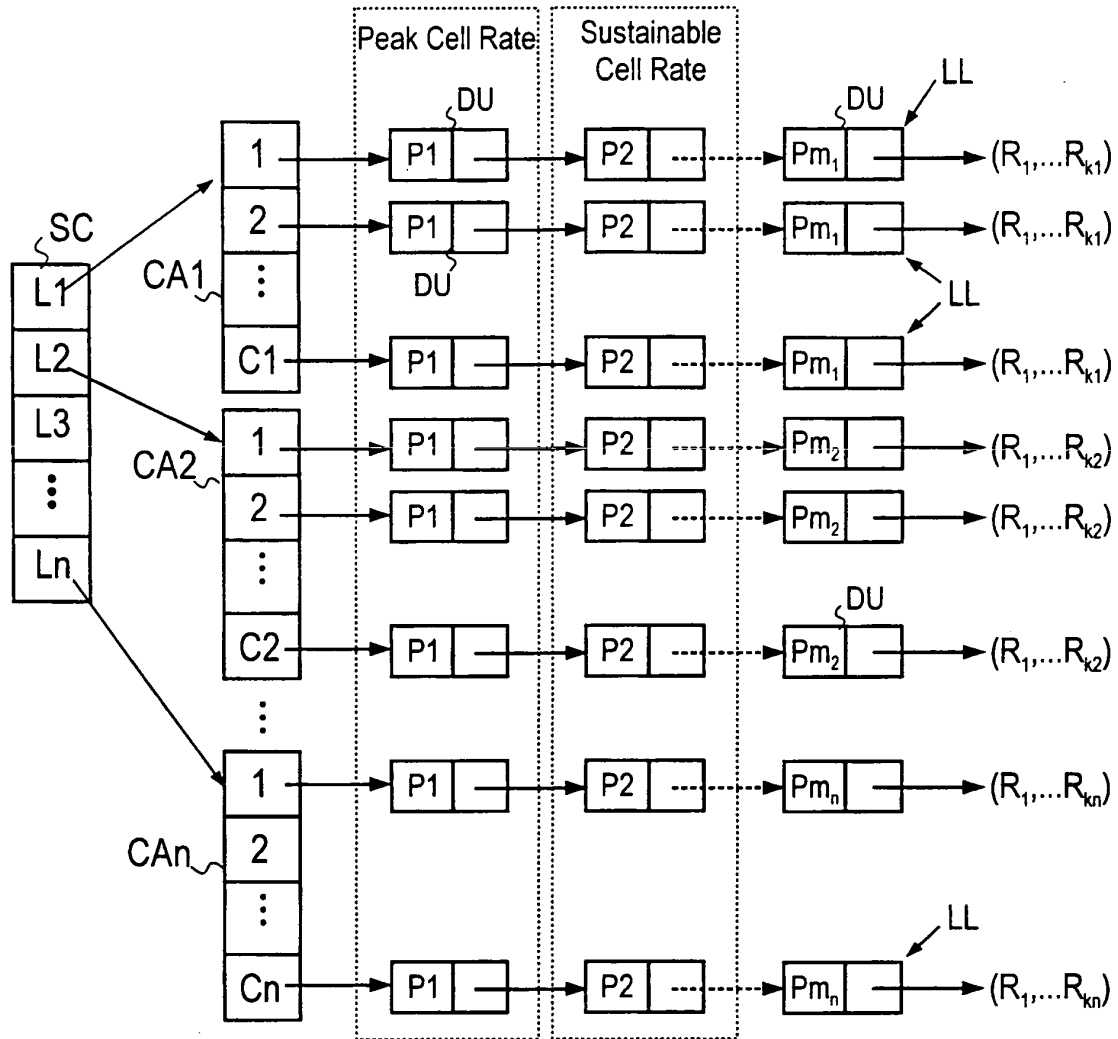 Peak Cell Rate
Sustainable
Cell Rate
DU
DU
LL
1
P1
P2
Pm₁
(R₁,...Rₖ₁)
2
P1
P2
Pm₁
(R₁,...Rₖ₁)
SC
CA1
DU
LL
L1
⋮
C1
P1
P2
Pm₁
(R₁,...Rₖ₁)
L2
L3
⋮
Ln
1
P1
P2
Pm₂
(R₁,...Rₖ₂)
CA2
2
P1
P2
Pm₂
(R₁,...Rₖ₂)
⋮
DU
C2
P1
P2
Pm₂
(R₁,...Rₖ₂)
⋮
1
P1
P2
Pmₙ
(R₁,...Rₖₙ)
CAn
2
⋮
LL
Cn
P1
P2
Pmₙ
(R₁,...Rₖₙ)